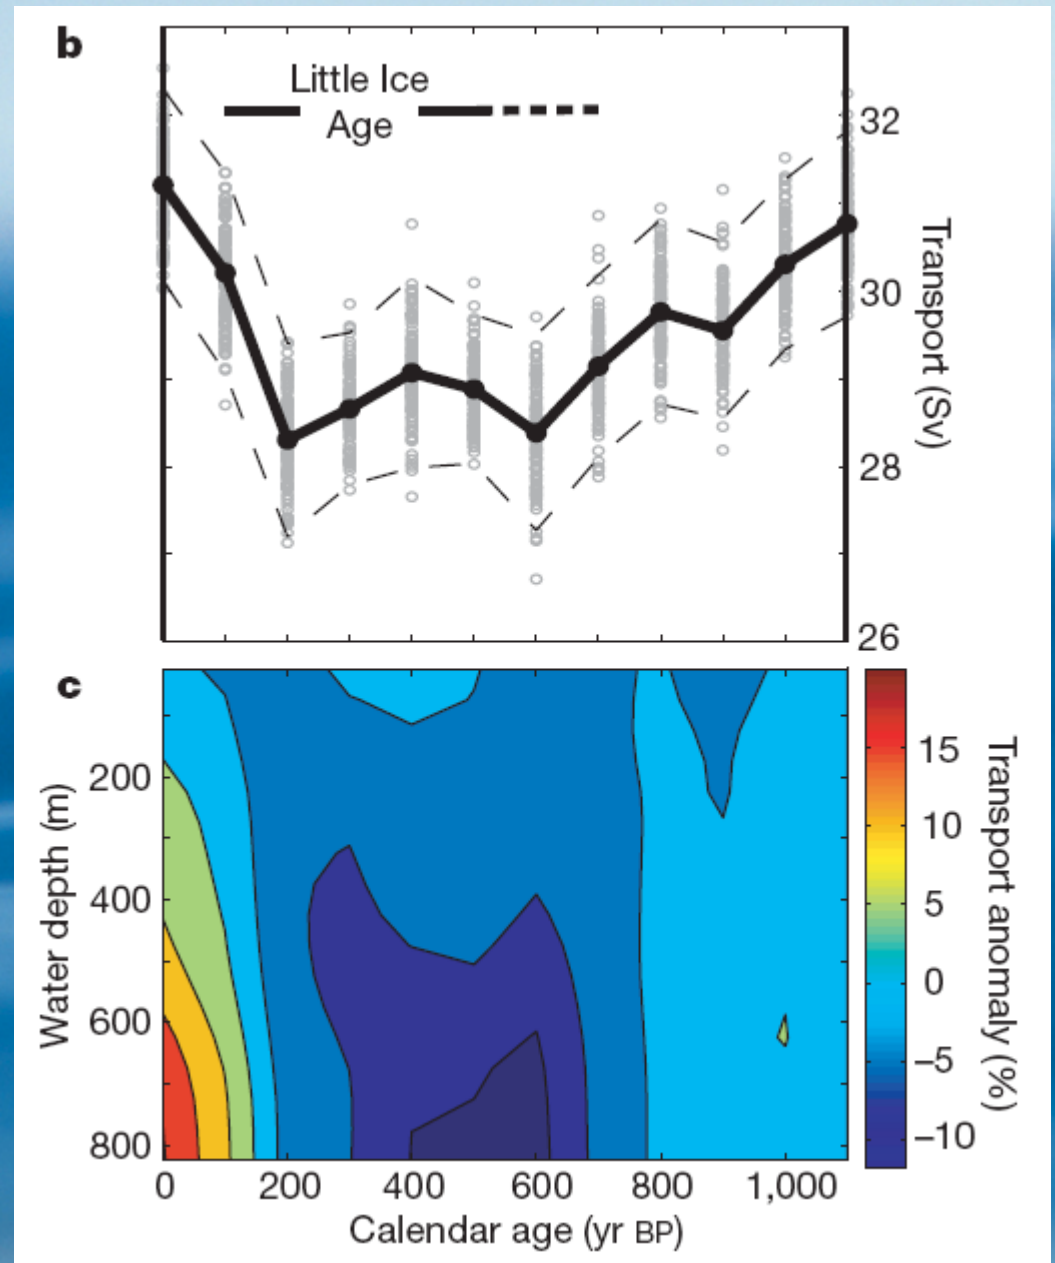 b
Little Ice
Age
32
30
28
26
Transport (Sv)
c
200
400
600
800
Water depth (m)
0 200 400 600 800 1,000
Calendar age (yr BP)
15
10
5
0
−5
−10
Transport anomaly (%)